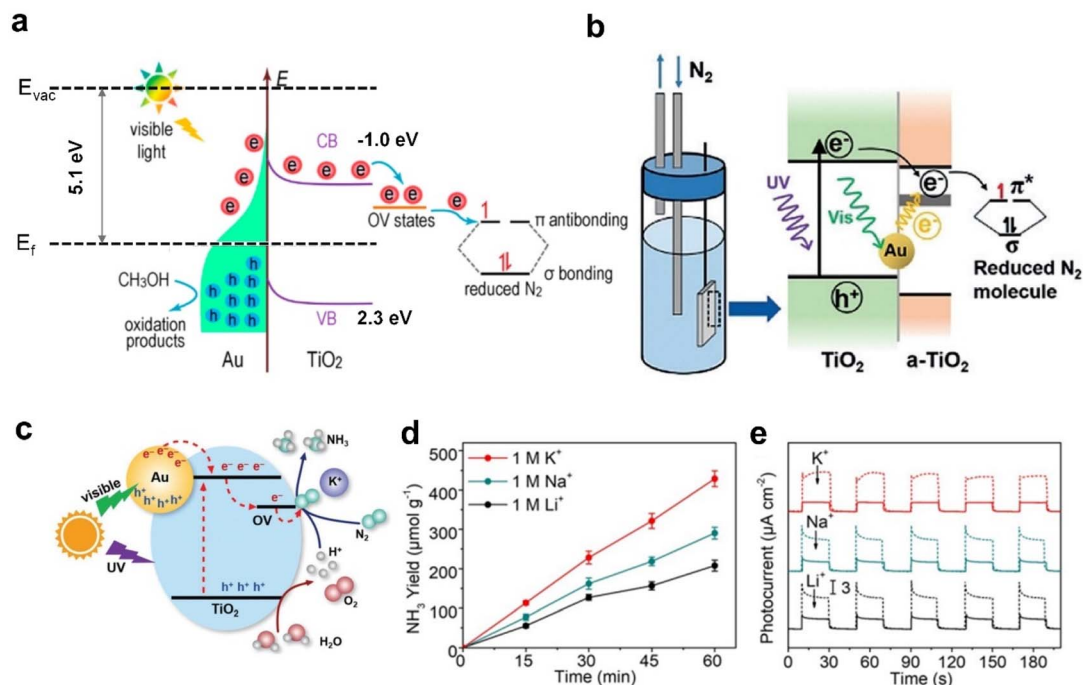 a
E
E_vac
visible
light
5.1 eV
CB
-1.0 eV
e e e e e e e e e
OV states
π antibonding
E_f
σ bonding
reduced N₂
CH₃OH
oxidation
products
h h h h h h h h h h h
VB
2.3 eV
Au
TiO₂
b
N₂
e⁻
UV
Vis
e⁻
e⁻
1 π*
Au
σ
Reduced N₂
molecule
h⁺
TiO₂
a-TiO₂
c
NH₃
e⁻ e⁻ e⁻ e⁻
Au
h⁺ h⁺ h⁺ h⁺
e⁻ e⁻ e⁻
K⁺
visible
e⁻
OV
N₂
UV
H⁺
h⁺ h⁺ h⁺
O₂
TiO₂
H₂O
d
NH₃ Yield (μmol g⁻¹)
500
400
300
200
100
0
1 M K⁺
1 M Na⁺
1 M Li⁺
0 15 30 45 60
Time (min)
e
Photocurrent (μA cm⁻²)
K⁺
Na⁺
Li⁺
3
0 30 60 90 120 150 180
Time (s)